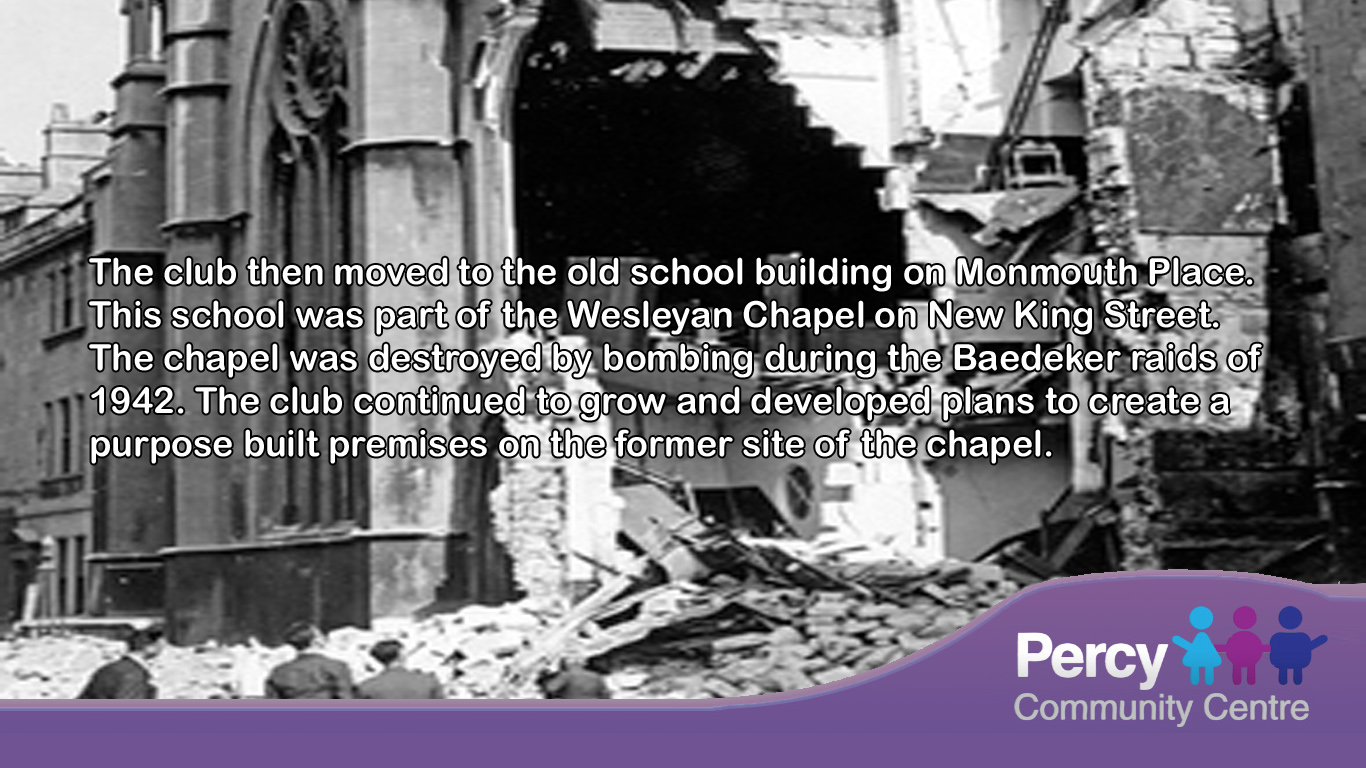 The club then moved to the old school building on Monmouth Place.
This school was part of the Wesleyan Chapel on New King Street.
The chapel was destroyed by bombing during the Baedeker raids of
1942. The club continued to grow and developed plans to create a
purpose built premises on the former site of the chapel.
Percy
Community Centre